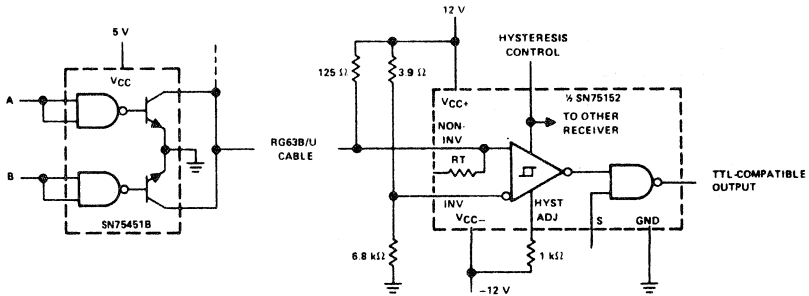 5 V
VCC
A
B
SN75451B
RG63B/U
CABLE
12 V
125 Ω
3.9 Ω
6.8 kΩ
HYSTERESIS
CONTROL
½ SN75152
VCC+
TO OTHER
RECEIVER
NON-
INV
RT
INV
VCC–
HYST
ADJ
S
GND
1 kΩ
–12 V
TTL-COMPATIBLE
OUTPUT